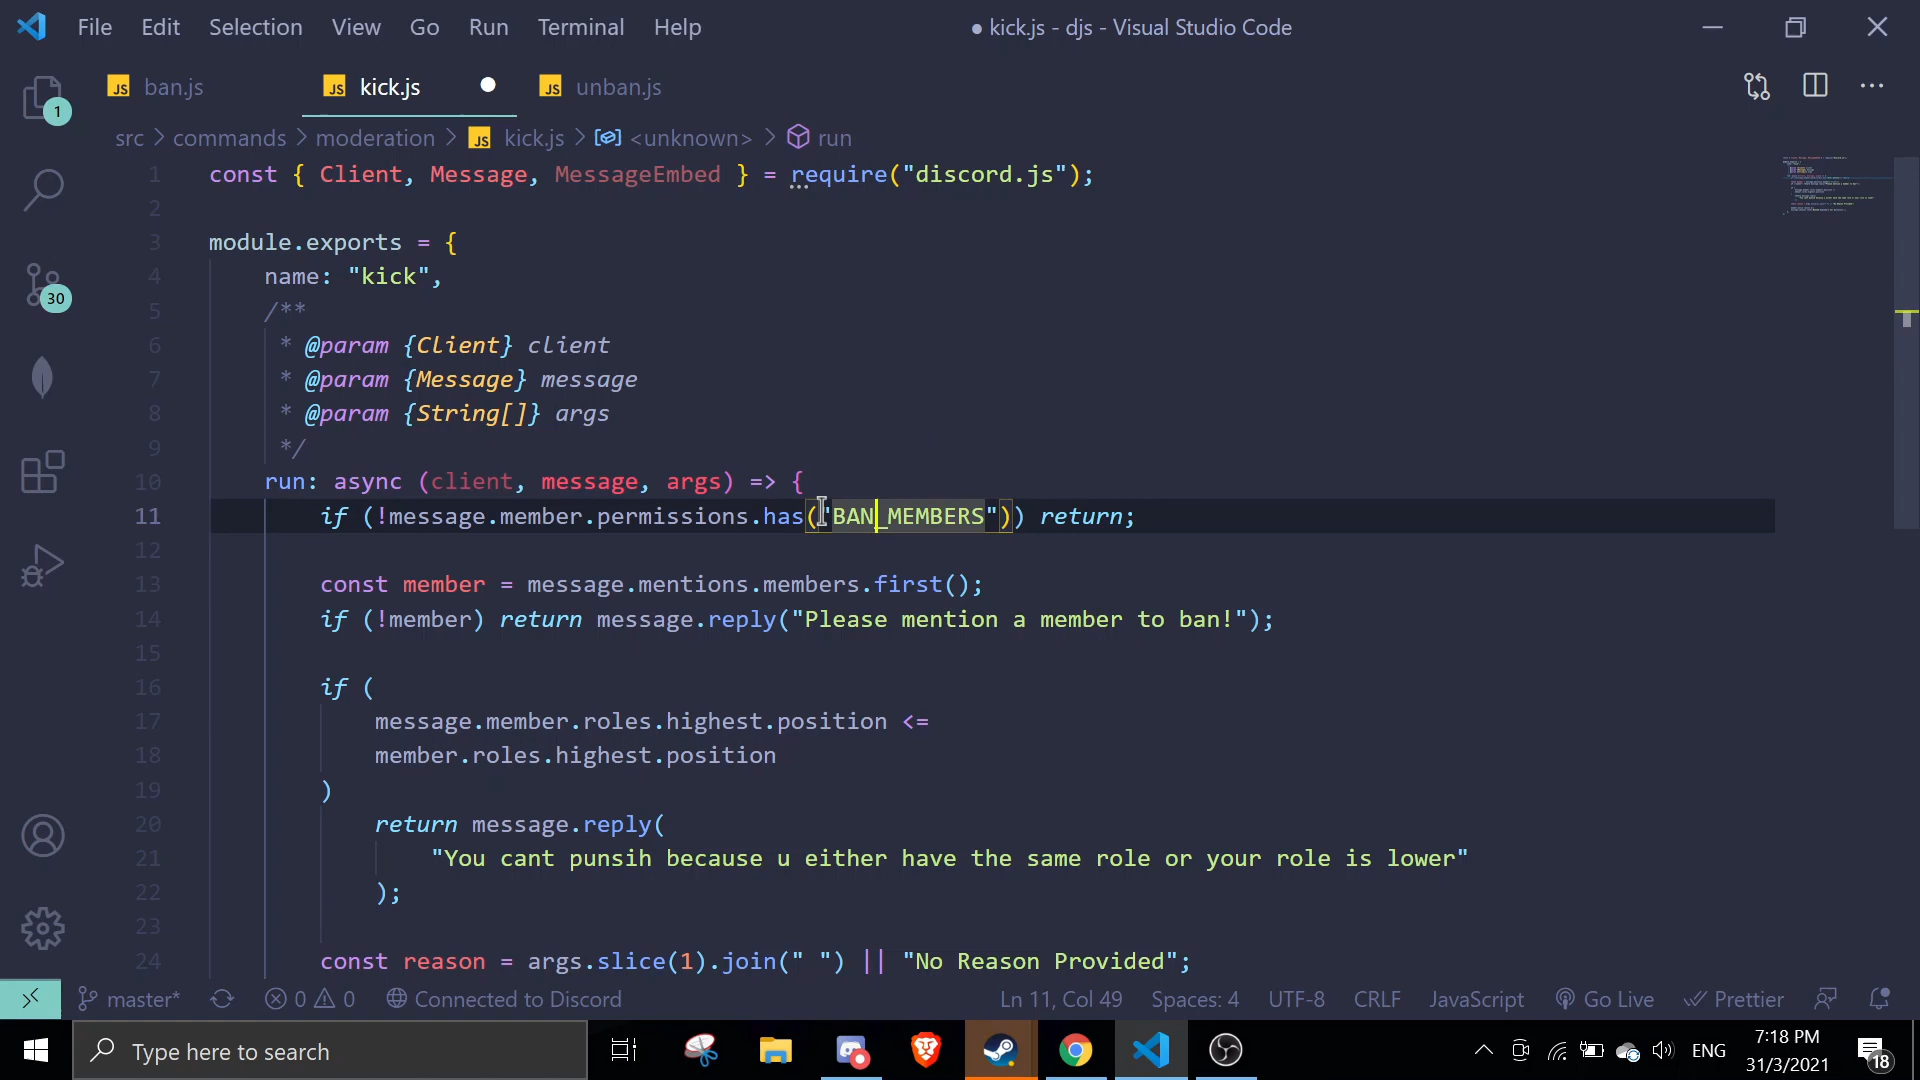 File Edit Selection View Go Run Terminal Help ● kick.js - djs - Visual Studio Code
JS ban.js JS kick.js ● JS unban.js
1
src > commands > moderation > JS kick.js > <unknown> > run
1 const { Client, Message, MessageEmbed } = require("discord.js");
2
3 module.exports = {
4 name: "kick",
5 /**
6 * @param {Client} client
7 * @param {Message} message
8 * @param {String[]} args
9 */
10 run: async (client, message, args) => {
11 if (!message.member.permissions.has("BAN_MEMBERS")) return;
12
13 const member = message.mentions.members.first();
14 if (!member) return message.reply("Please mention a member to ban!");
15
16 if (
17 message.member.roles.highest.position <=
18 member.roles.highest.position
19 )
20 return message.reply(
21 "You cant punsih because u either have the same role or your role is lower"
22 );
23
24 const reason = args.slice(1).join(" ") || "No Reason Provided";
30
master* 0 0 Connected to Discord Ln 11, Col 49 Spaces: 4 UTF-8 CRLF JavaScript Go Live Prettier
Type here to search ENG 7:18 PM
31/3/2021 18